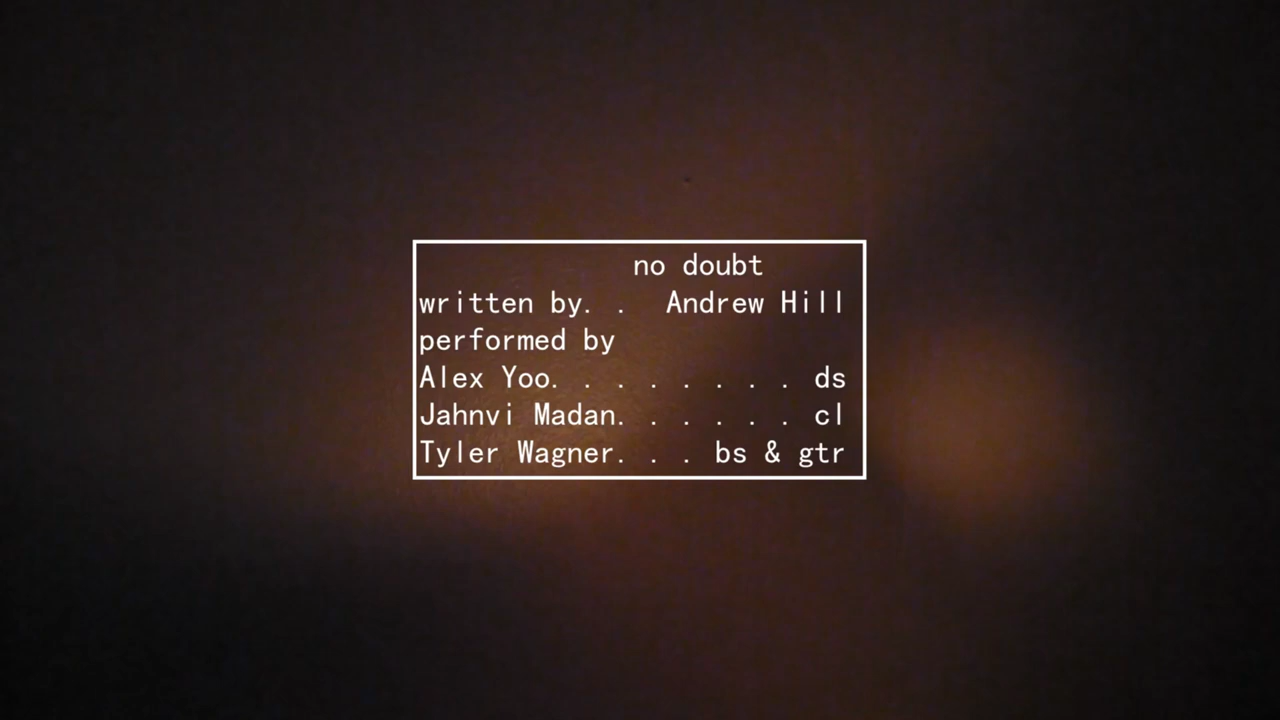 no doubt
written by. . Andrew Hill
performed by
Alex Yoo. . . . . . . . ds
Jahnvi Madan. . . . . . cl
Tyler Wagner. . . bs & gtr